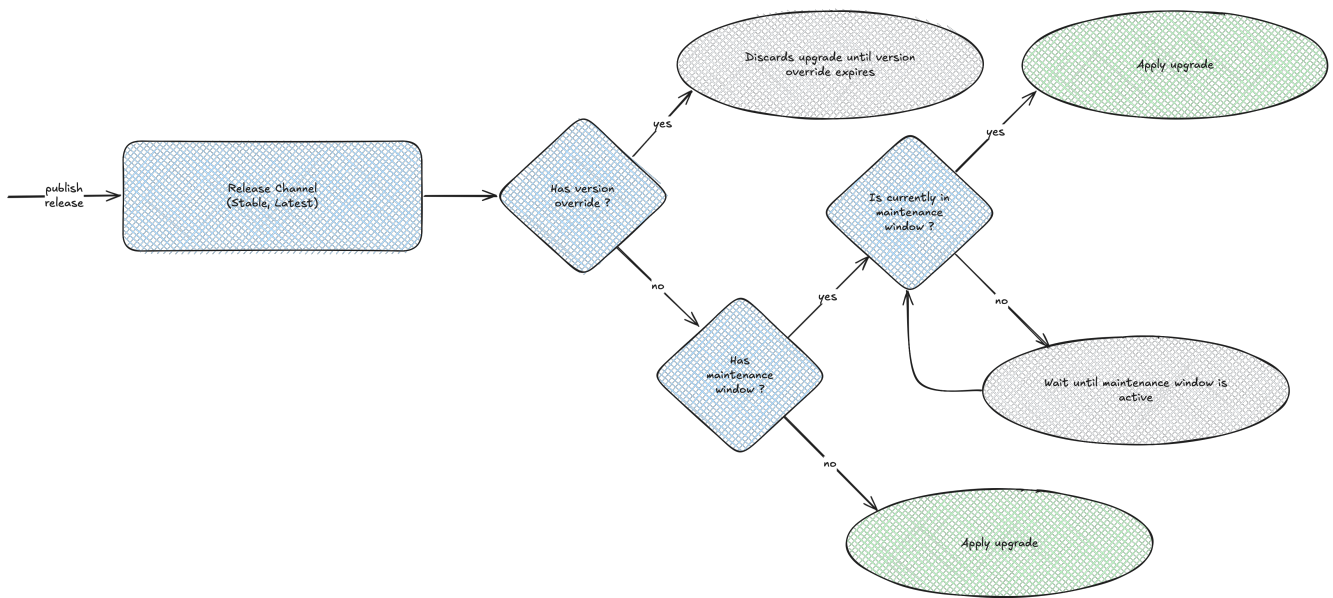 publish
release
Release Channel
(Stable, Latest)
Has version
override ?
yes
Discards upgrade until version
override expires
no
Has
maintenance
window ?
yes
Is currently in
maintenance
window ?
yes
Apply upgrade
no
Wait until maintenance window is
active
no
Apply upgrade